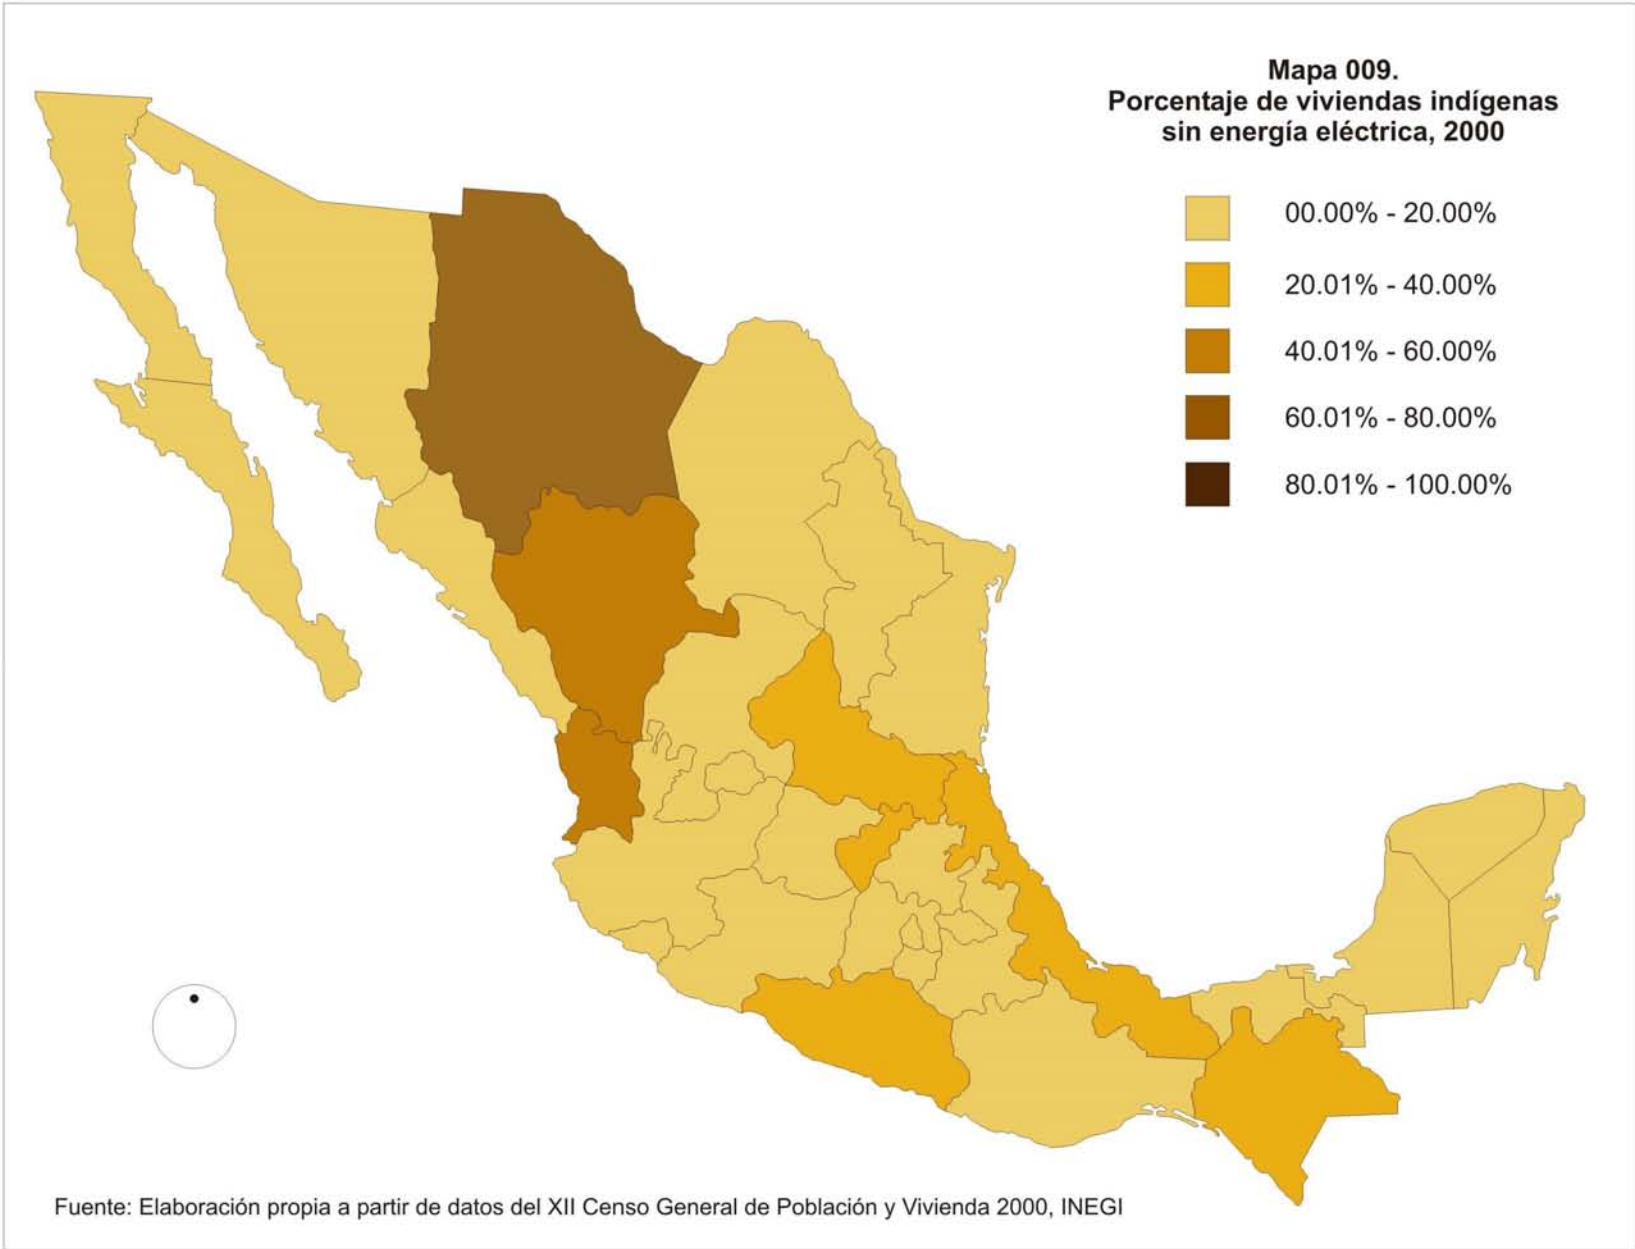 Mapa 009.
Porcentaje de viviendas indígenas
sin energía eléctrica, 2000
00.00% - 20.00%
20.01% - 40.00%
40.01% - 60.00%
60.01% - 80.00%
80.01% - 100.00%
Fuente: Elaboración propia a partir de datos del XII Censo General de Población y Vivienda 2000, INEGI